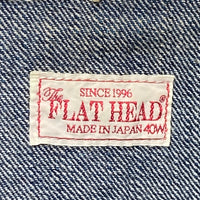 SINCE 1996
The FLAT HEAD®
MADE IN JAPAN 40W